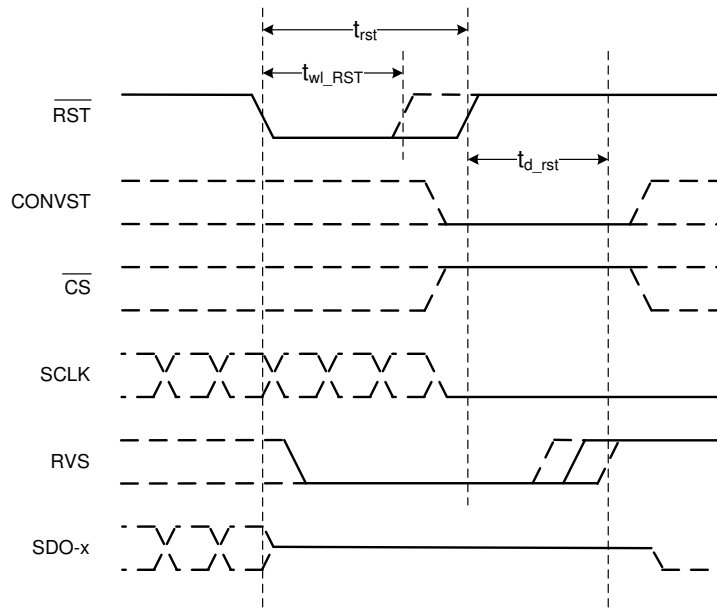 t_rst
t_wl_RST
RST
t_d_rst
CONVST
CS
SCLK
RVS
SDO-x